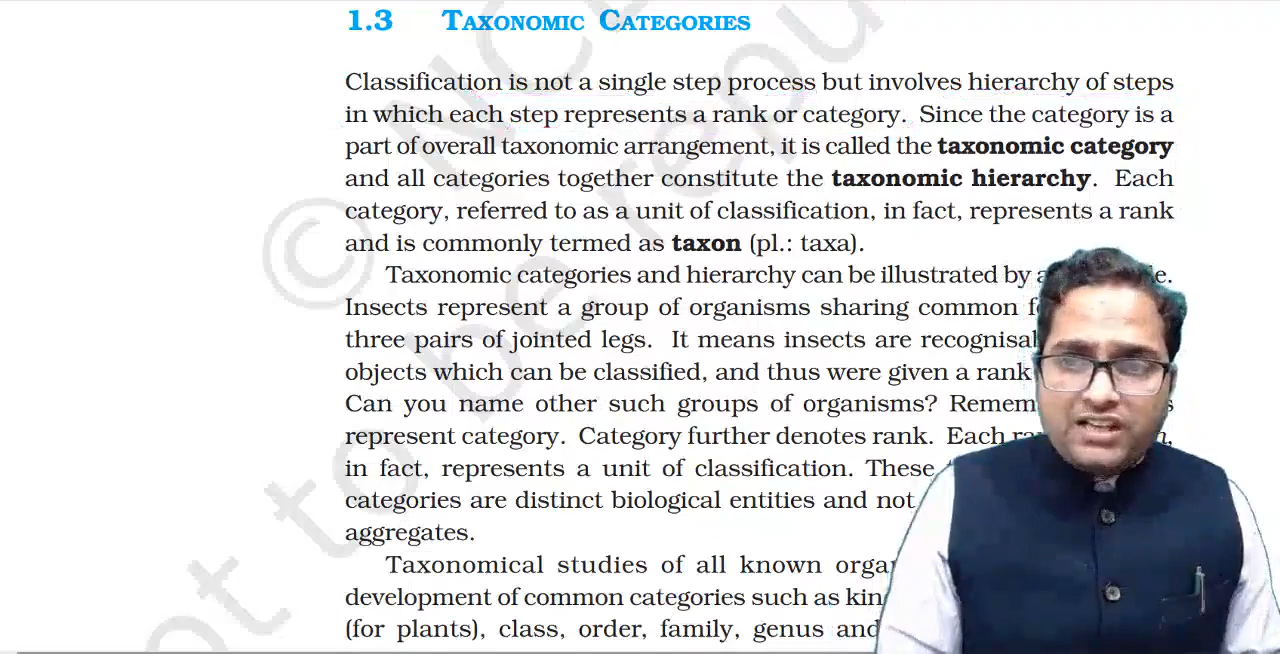 1.3 TAXONOMIC CATEGORIES
Classification is not a single step process but involves hierarchy of steps
in which each step represents a rank or category. Since the category is a
part of overall taxonomic arrangement, it is called the taxonomic category
and all categories together constitute the taxonomic hierarchy. Each
category, referred to as a unit of classification, in fact, represents a rank
and is commonly termed as taxon (pl.: taxa).
Taxonomic categories and hierarchy can be illustrated by
Insects represent a group of organisms sharing common
three pairs of jointed legs. It means insects are
objects which can be classified, and thus were given a rank
Can you name other such groups of organisms?
represent category. Category further denotes rank. Each
in fact, represents a unit of classification. These
categories are distinct biological entities and not
aggregates.
Taxonomical studies of all known
development of common categories such as
(for plants), class, order, family, genus and
© NC
not to be repu